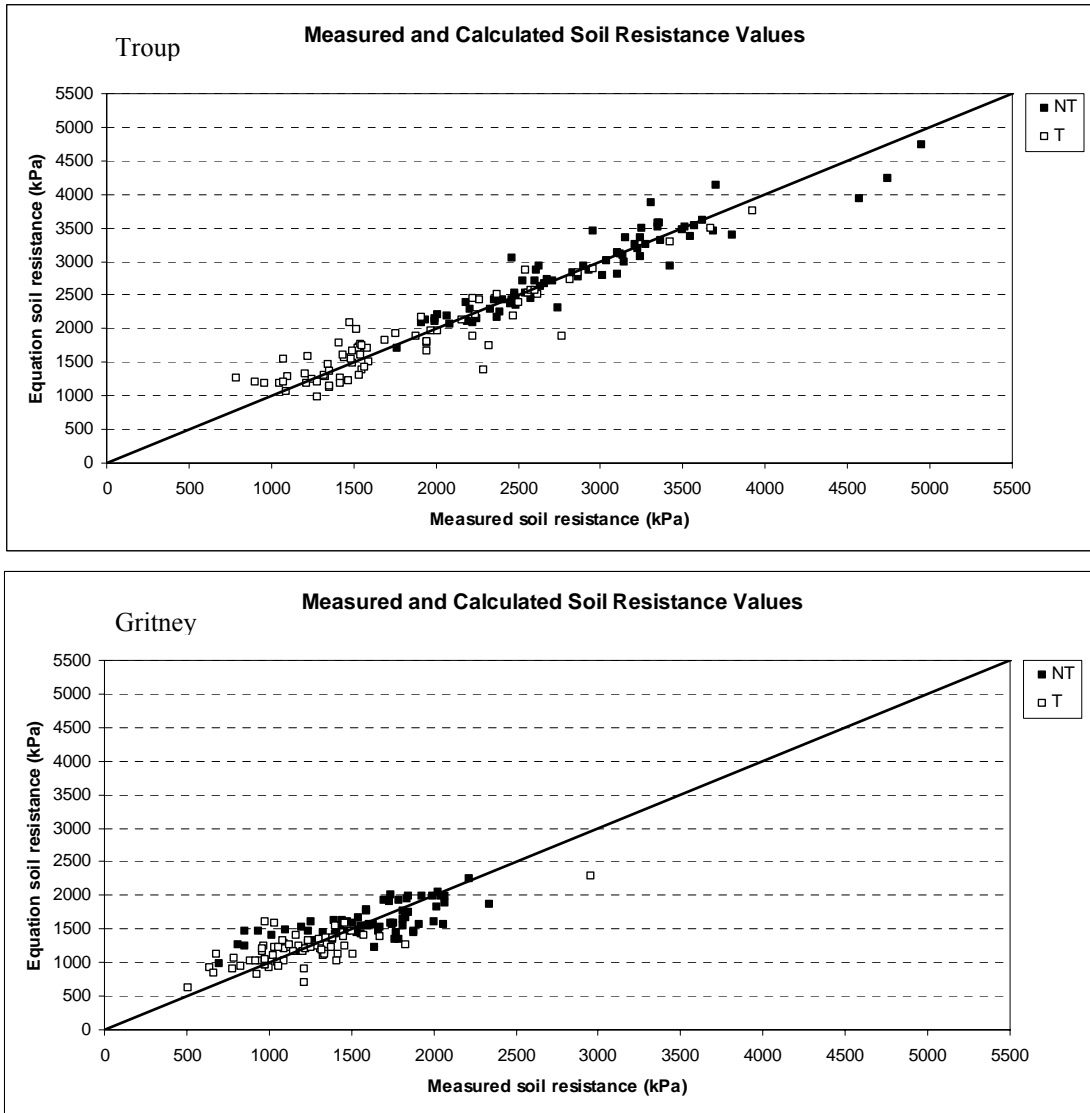 Troup
Measured and Calculated Soil Resistance Values
5500
5000
4500
4000
3500
3000
2500
2000
1500
1000
500
0
Equation soil resistance (kPa)
0 500 1000 1500 2000 2500 3000 3500 4000 4500 5000 5500
Measured soil resistance (kPa)
NT
T
Gritney
Measured and Calculated Soil Resistance Values
5500
5000
4500
4000
3500
3000
2500
2000
1500
1000
500
0
Equation soil resistance (kPa)
0 500 1000 1500 2000 2500 3000 3500 4000 4500 5000 5500
Measured soil resistance (kPa)
NT
T